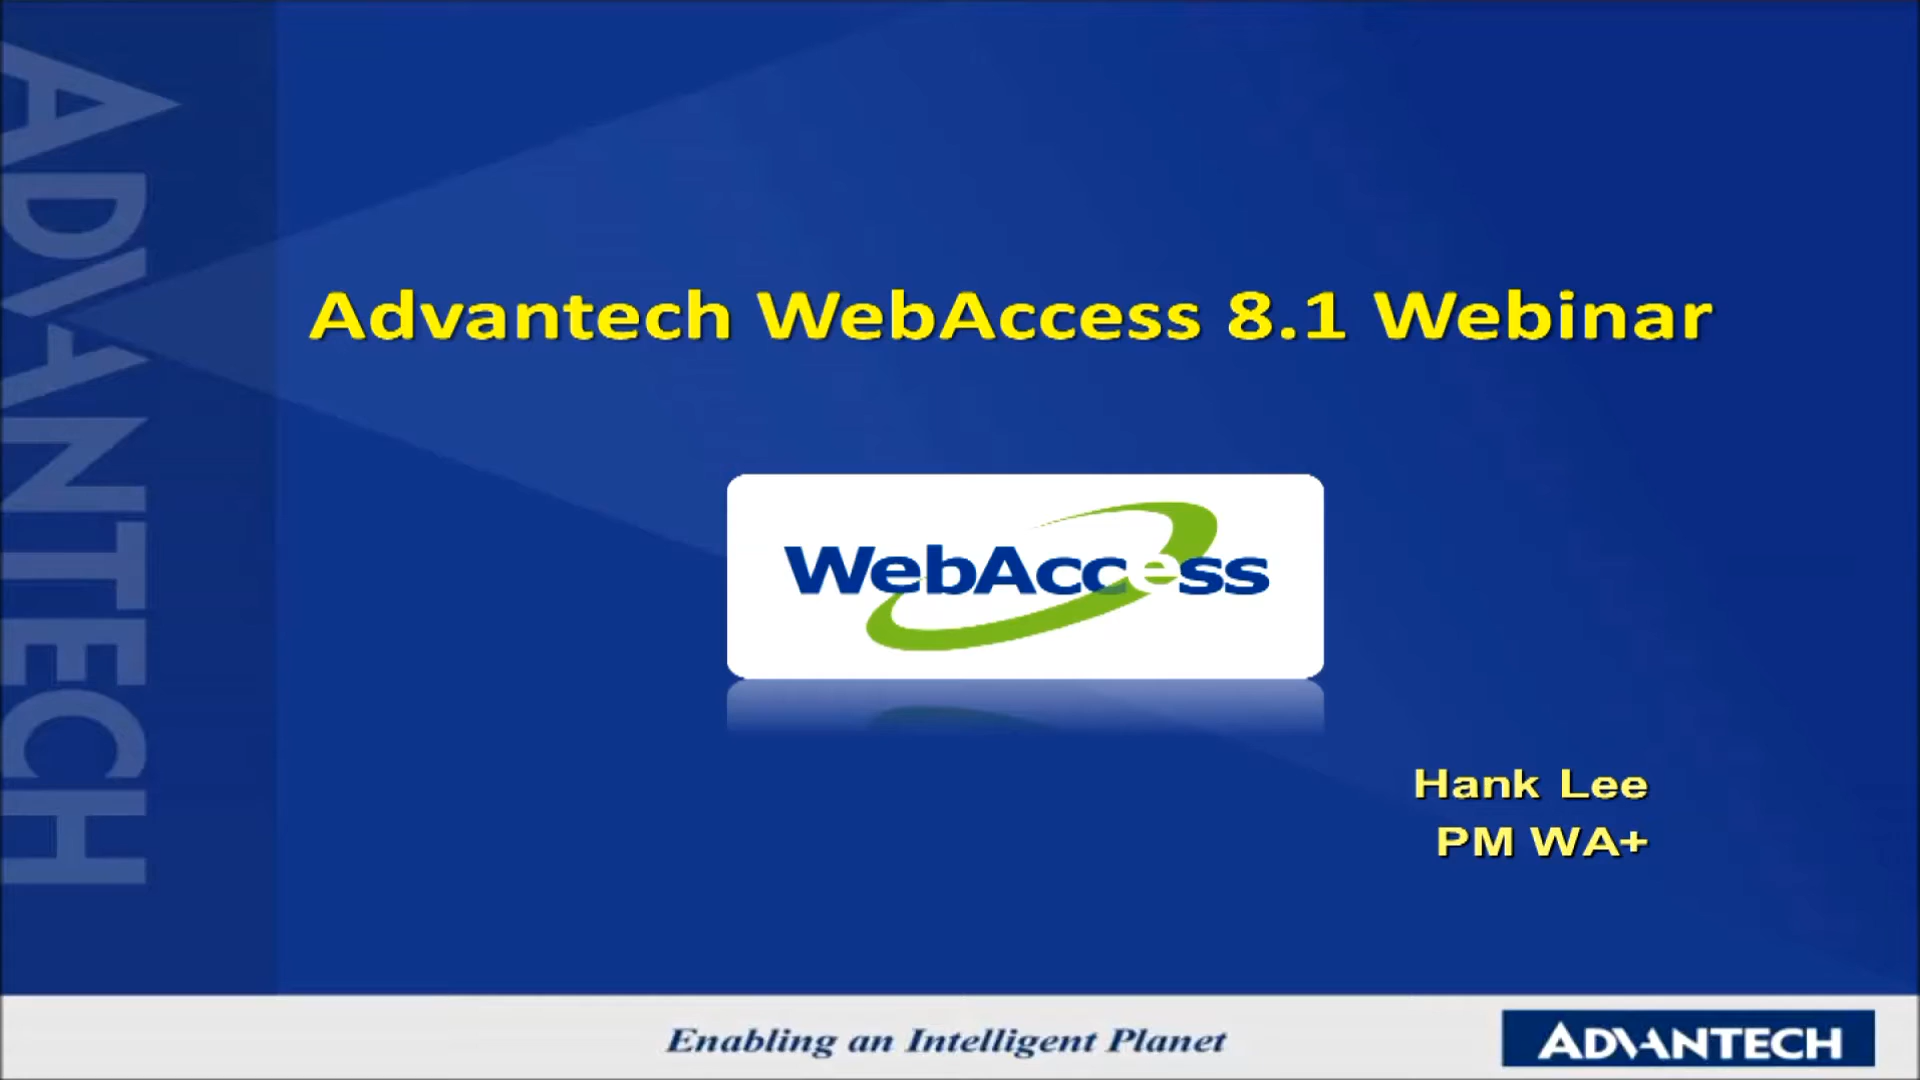 ADVANTECH
Advantech WebAccess 8.1 Webinar
WebAccess
Hank Lee
PM WA+
Enabling an Intelligent Planet
ADVANTECH